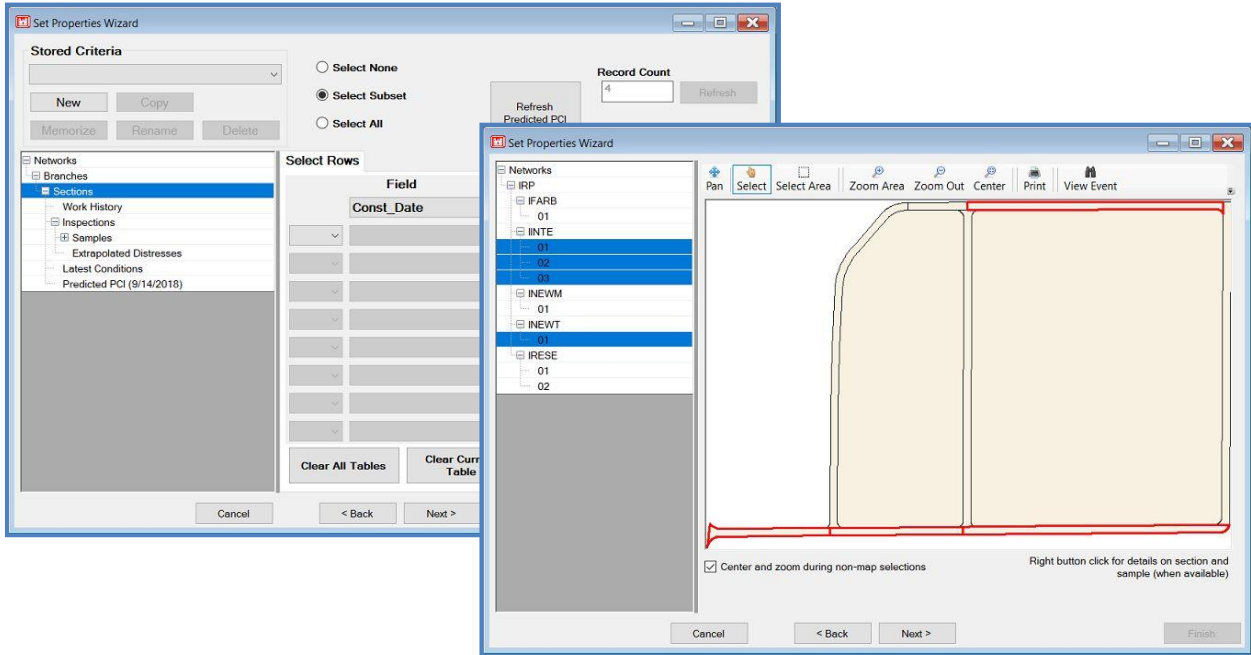 Set Properties Wizard
Stored Criteria
Select None
Select Subset
Select All
Record Count
4
Refresh
New
Copy
Memorize
Rename
Delete
Refresh
Predicted PCI
Networks
Branches
Sections
Work History
Inspections
Samples
Extrapolated Distresses
Latest Conditions
Predicted PCI (9/14/2018)
Select Rows
Field
Const_Date
Clear All Tables
Clear Curr
Table
Cancel
< Back
Next >
Set Properties Wizard
Networks
IRP
IFARB
01
IINTE
01
02
03
INEWM
01
INEWT
01
IRESE
01
02
Pan
Select
Select Area
Zoom Area
Zoom Out
Center
Print
View Event
Center and zoom during non-map selections
Right button click for details on section and
sample (when available)
Cancel
< Back
Next >
Finish